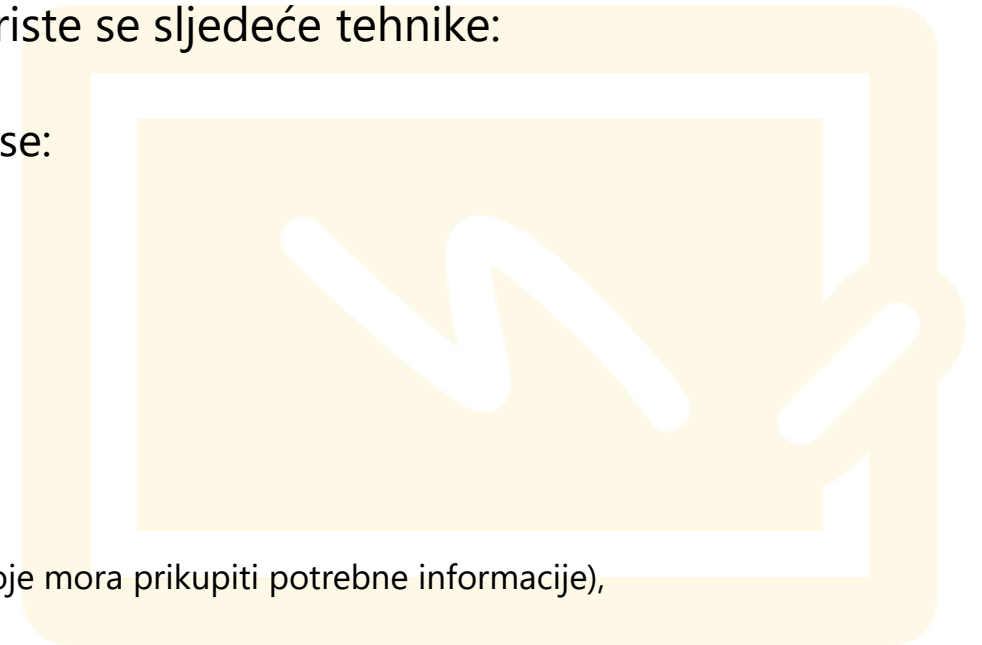 riste se sljedeće tehnike:
se:
oje mora prikupiti potrebne informacije),